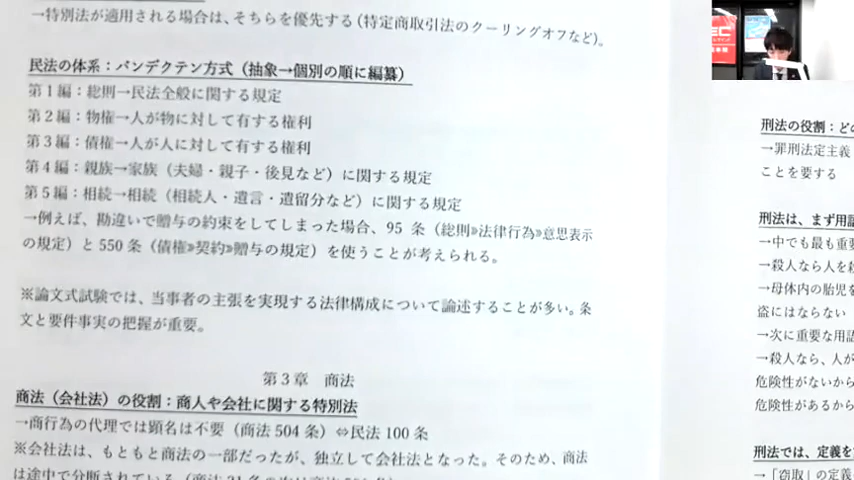 →特別法が適用される場合は、そちらを優先する（特定商取引法のクーリングオフなど）。
民法の体系：パンデクテン方式（抽象→個別の順に編纂）
第1編：総則→民法全般に関する規定
第2編：物権→人が物に対して有する権利
第3編：債権→人が人に対して有する権利
第4編：親族→家族（夫婦・親子・後見など）に関する規定
第5編：相続→相続（相続人・遺言・遺留分など）に関する規定
→例えば、勘違いで贈与の約束をしてしまった場合、95 条（総則»法律行為»意思表示
の規定）と 550 条（債権»契約»贈与の規定）を使うことが考えられる。
※論文式試験では、当事者の主張を実現する法律構成について論述することが多い。条
文と要件事実の把握が重要。
第3章　商法
商法（会社法）の役割：商人や会社に関する特別法
→商行為の代理では顕名は不要（商法 504 条）⇔民法 100 条
※会社法は、もともと商法の一部だったが、独立して会社法となった。そのため、商法
は途中で分断されている
刑法の役割：
→罪刑法定主義
ことを要する
刑法は、まず用語
→中でも最も重要
→殺人なら人を殺
→母体内の胎児を
盗にはならない
→次に重要な用語
→殺人なら、人が
危険性がないから
危険性があるから
刑法では、定義を
→「窃取」の定義